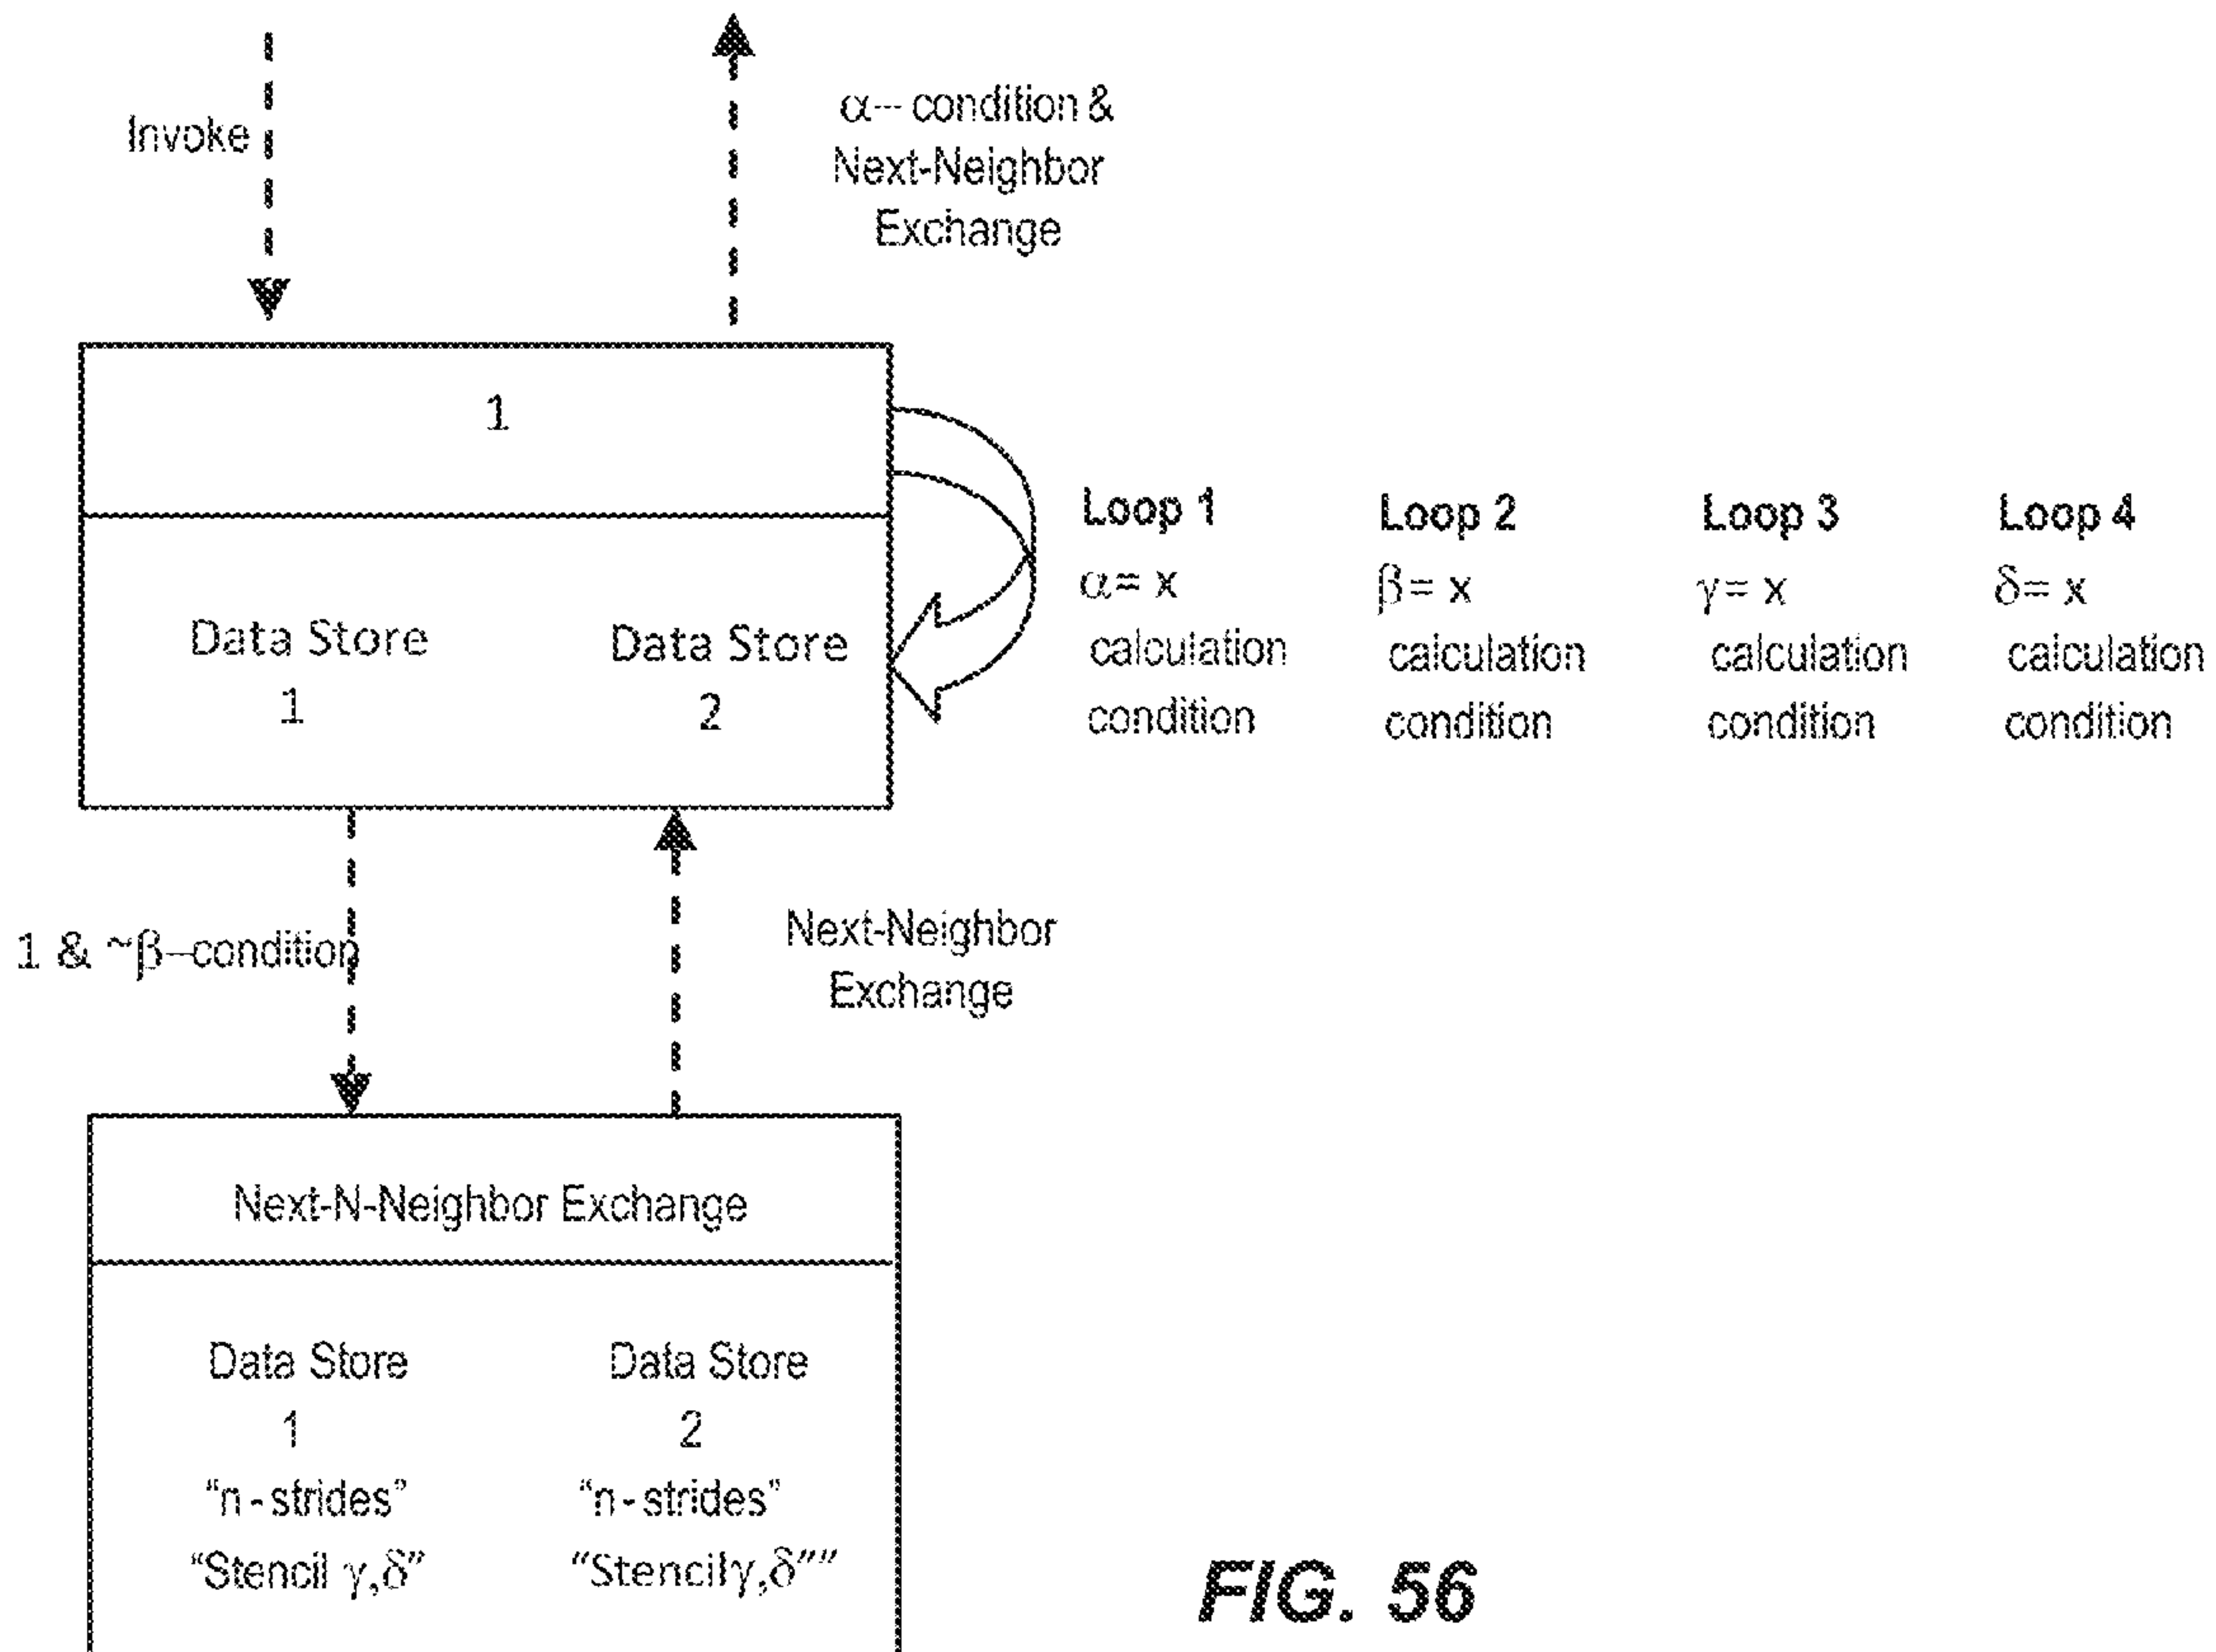 Invoke
α-- condition &
Next-Neighbor
Exchange
1
Data Store
1
Data Store
2
Loop 1
α= x
calculation
condition
Loop 2
β= x
calculation
condition
Loop 3
γ= x
calculation
condition
Loop 4
δ= x
calculation
condition
1 & ~β–condition
Next-Neighbor
Exchange
Next-N-Neighbor Exchange
Data Store
1
"n-strides"
“Stencil γ,δ”
Data Store
2
"n-strides"
“Stencilγ,δ””
FIG. 56